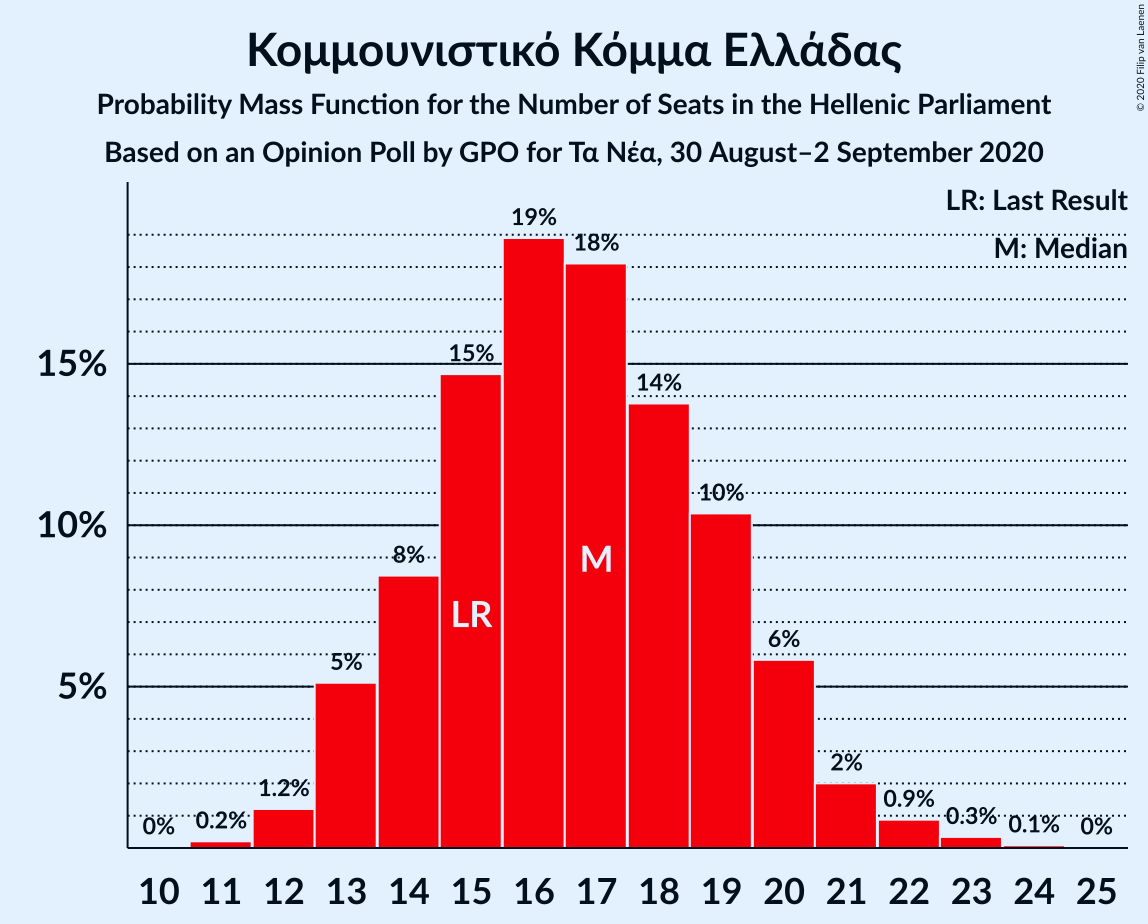 Κομμουνιστικό Κόμμα Ελλάδας
Probability Mass Function for the Number of Seats in the Hellenic Parliament
Based on an Opinion Poll by GPO for Τα Νέα, 30 August–2 September 2020
© 2020 Filip van Laenen
LR: Last Result
M: Median
15%
10%
5%
0%
0.2%
1.2%
5%
8%
15%
19%
18%
14%
10%
6%
2%
0.9%
0.3%
0.1%
0%
LR
M
10 11 12 13 14 15 16 17 18 19 20 21 22 23 24 25